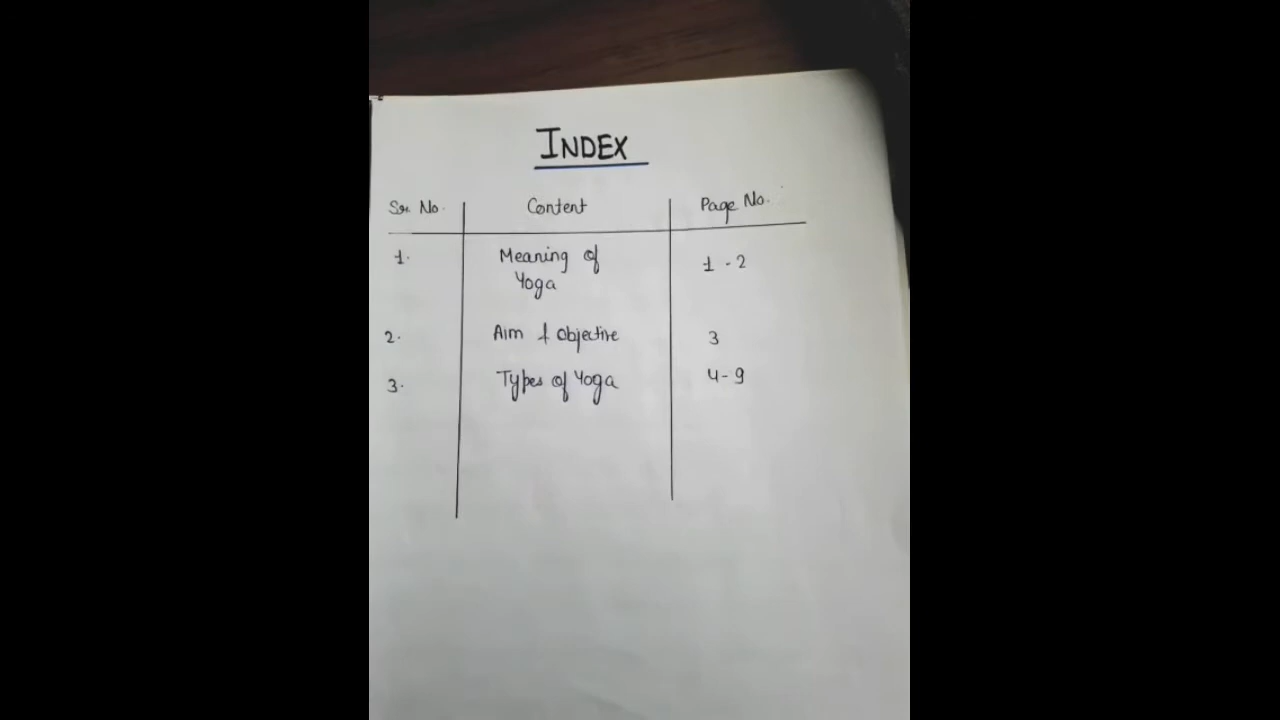 INDEX
Sr. No. Content Page No.
1. Meaning of 1-2
Yoga
2. Aim & objective 3
3. Types of Yoga 4-9